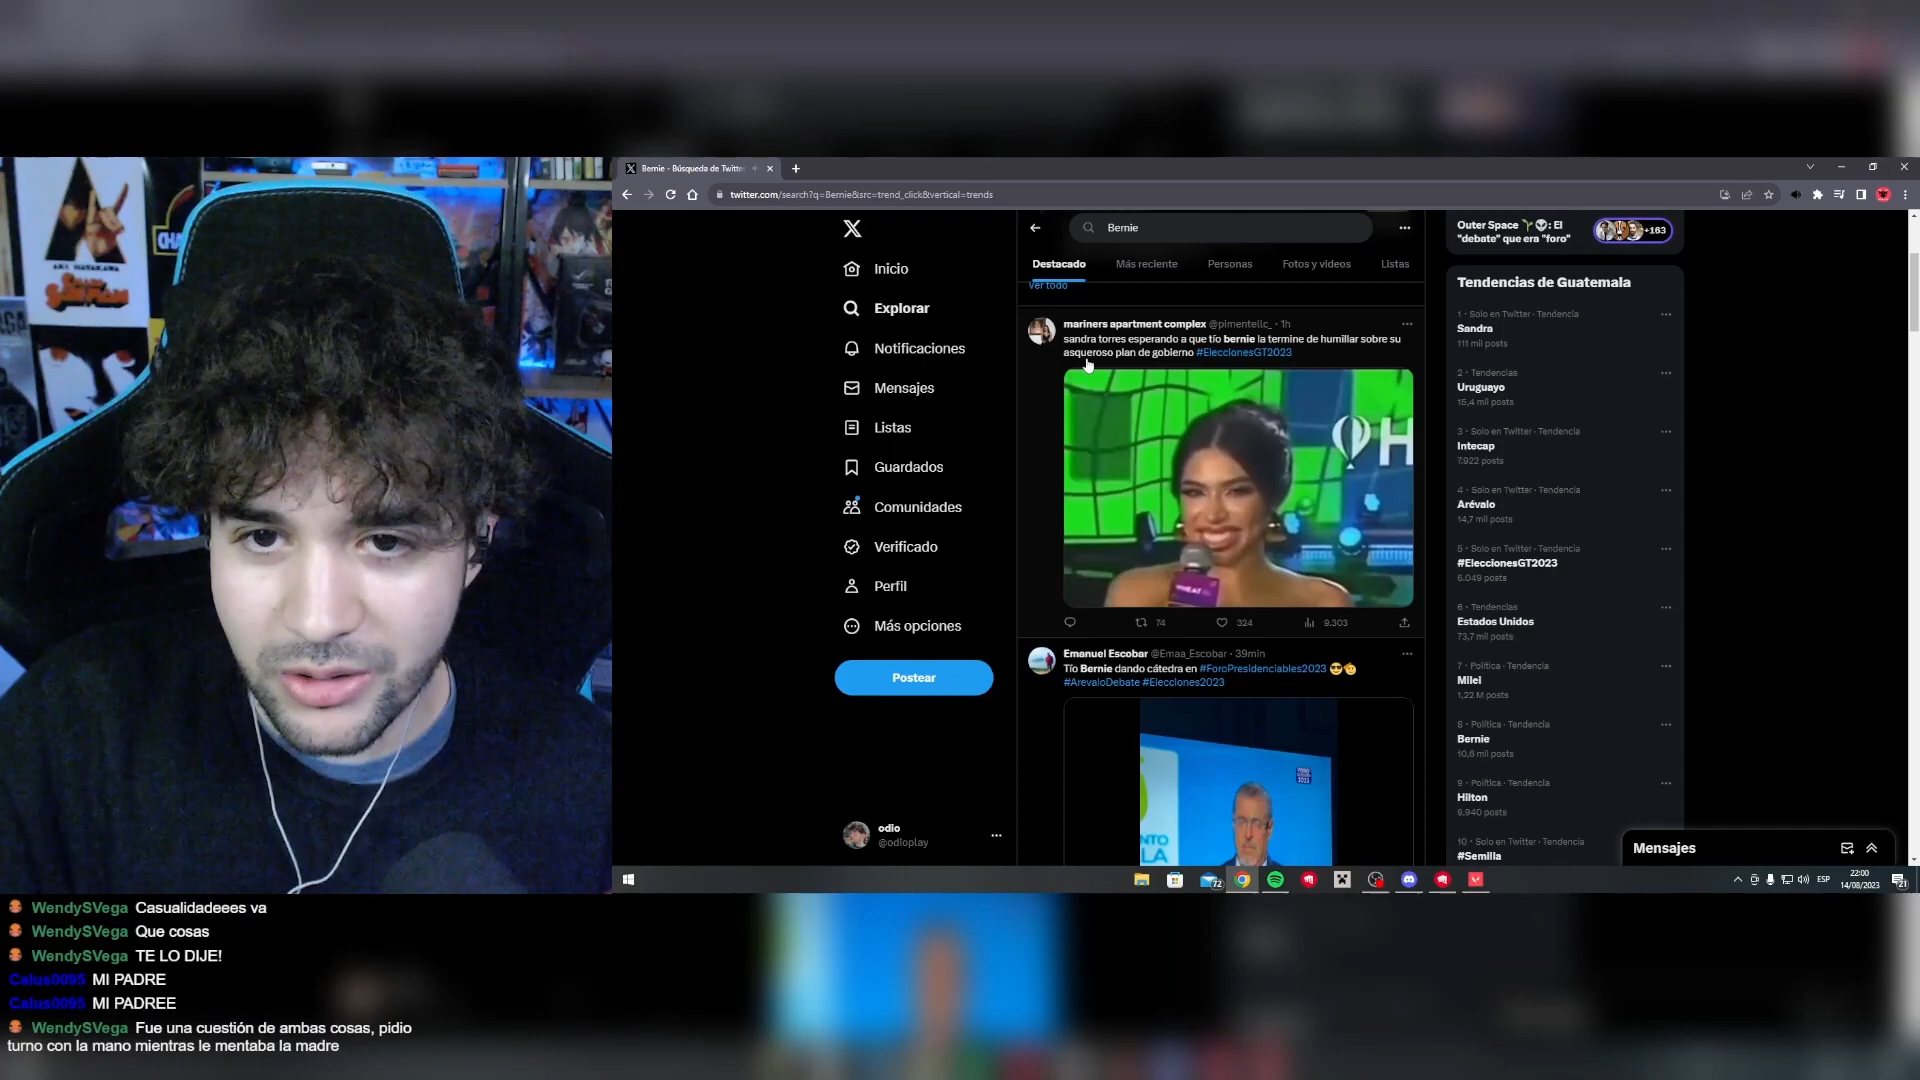 Bernie - Búsqueda de Twitte
twitter.com/search?q=Bernie&src=trend_click&vertical=trends
Bernie
Destacado
Más reciente
Personas
Fotos y videos
Listas
Ver todo
Inicio
Explorar
Notificaciones
Mensajes
Listas
Guardados
Comunidades
Verificado
Perfil
Más opciones
Postear
odio
@odioplay
mariners apartment complex @pimentellc_ · 1h
sandra torres esperando a que tío bernie la termine de humillar sobre su
asqueroso plan de gobierno #EleccionesGT2023
H
HEAT
74
324
9.303
Emanuel Escobar @Emaa_Escobar · 39min
Tío Bernie dando cátedra en #ForoPresidenciables2023
#ArevaloDebate #Elecciones2023
NTO
LA
Outer Space : El
"debate" que era "foro"
+163
Tendencias de Guatemala
1 · Solo en Twitter · Tendencia
Sandra
111 mil posts
2 · Tendencias
Uruguayo
15,4 mil posts
3 · Solo en Twitter · Tendencia
Intecap
7.922 posts
4 · Solo en Twitter · Tendencia
Arévalo
14,7 mil posts
5 · Solo en Twitter · Tendencia
#EleccionesGT2023
6.049 posts
6 · Tendencias
Estados Unidos
73,7 mil posts
7 · Política · Tendencia
Milei
1,22 M posts
8 · Política · Tendencia
Bernie
10,6 mil posts
9 · Política · Tendencia
Hilton
9.940 posts
10 · Solo en Twitter · Tendencia
#Semilla
Mensajes
72
ESP
22:00
14/08/2023
21
WendySVega Casualidadeees va
WendySVega Que cosas
WendySVega TE LO DIJE!
Calus0095 MI PADRE
Calus0095 MI PADREE
WendySVega Fue una cuestión de ambas cosas, pidio
turno con la mano mientras le mentaba la madre